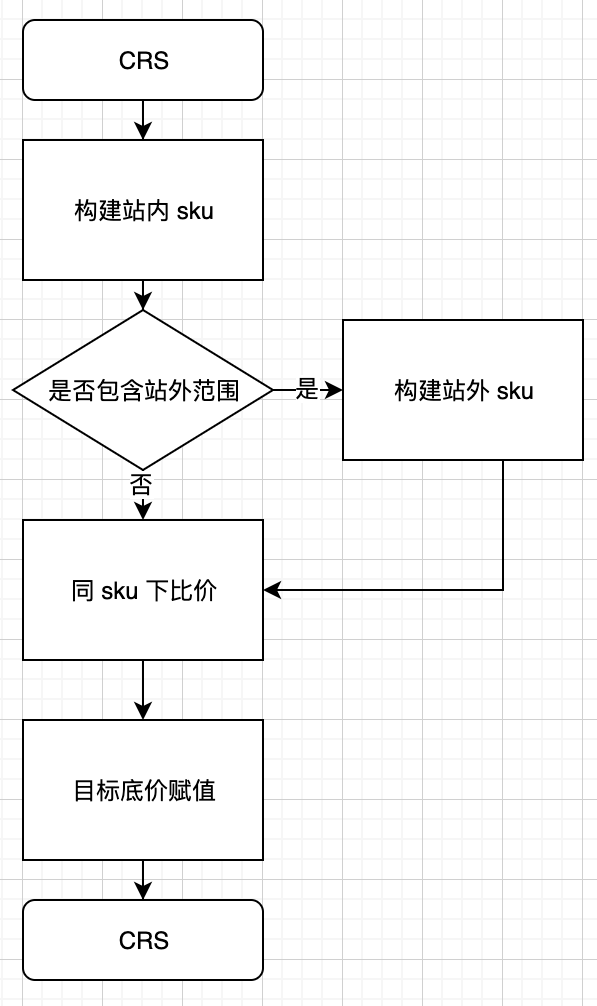 CRS
构建站内 sku
是否包含站外范围
是
构建站外 sku
否
同 sku 下比价
目标底价赋值
CRS